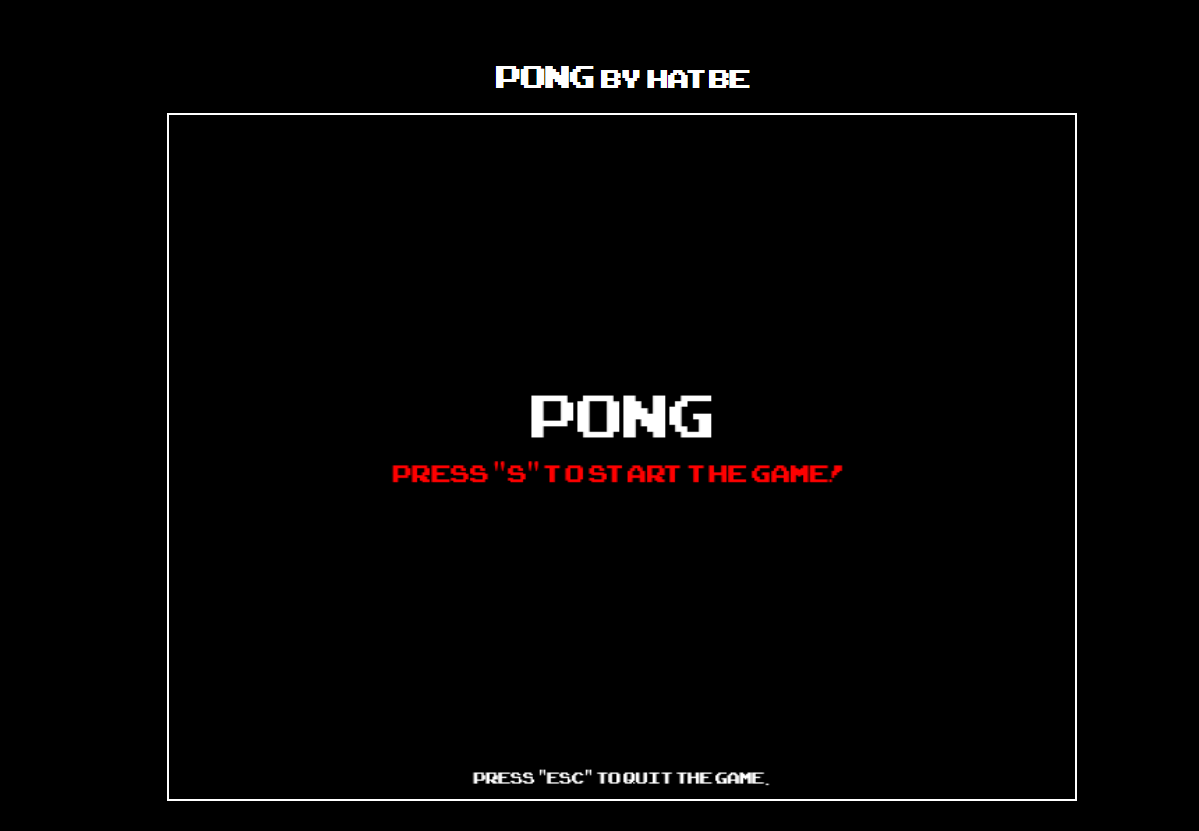 PONG BY HATBE
PONG
PRESS "S" TO START THE GAME!
PRESS "ESC" TO QUIT THE GAME.